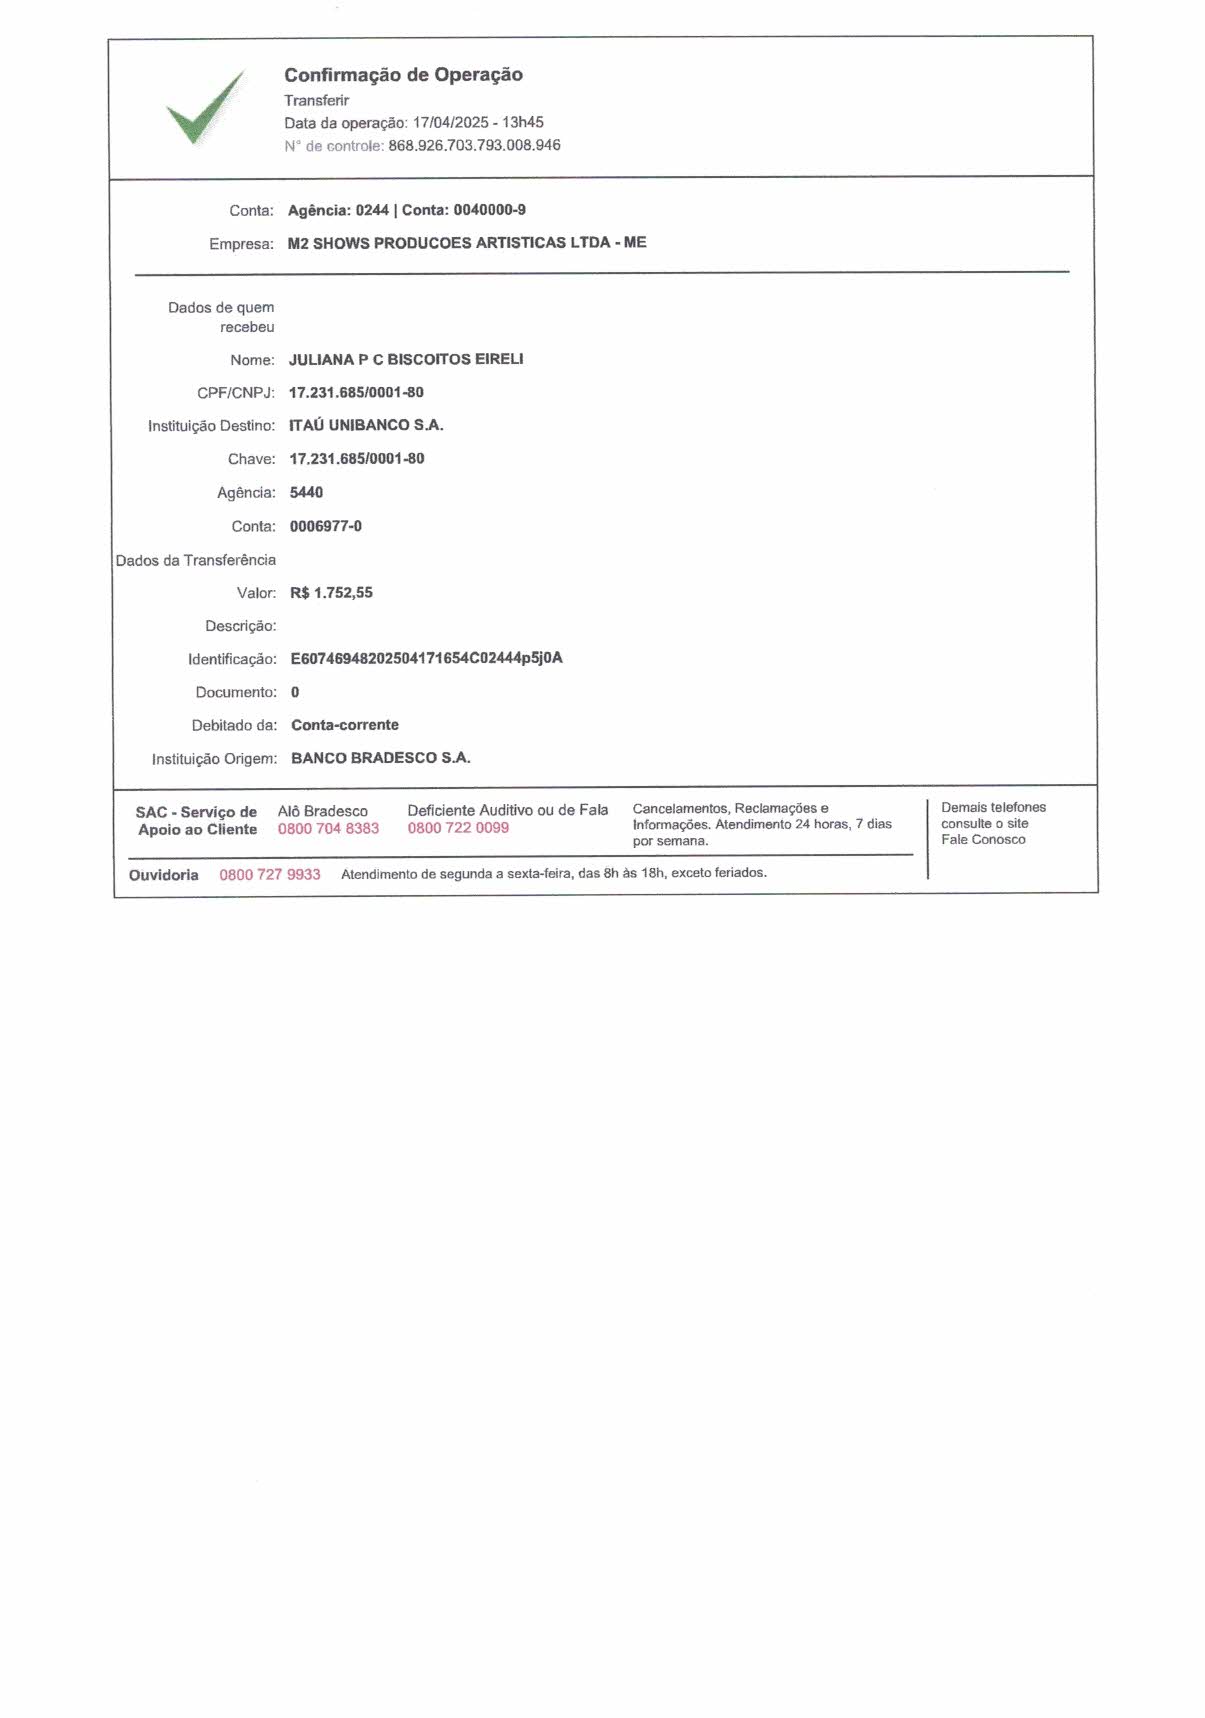 Confirmação de Operação
Transferir
Data da operação: 17/04/2025 - 13h45
N° de controle: 868.926.703.793.008.946
Conta: Agência: 0244 | Conta: 0040000-9
Empresa: M2 SHOWS PRODUCOES ARTISTICAS LTDA - ME
Dados de quem
recebeu
Nome: JULIANA P C BISCOITOS EIRELI
CPF/CNPJ: 17.231.685/0001-80
Instituição Destino: ITAÚ UNIBANCO S.A.
Chave: 17.231.685/0001-80
Agência: 5440
Conta: 0006977-0
Dados da Transferência
Valor: R$ 1.752,55
Descrição:
Identificação: E60746948202504171654C02444p5j0A
Documento: 0
Debitado da: Conta-corrente
Instituição Origem: BANCO BRADESCO S.A.
SAC - Serviço de
Apoio ao Cliente
Alô Bradesco
0800 704 8383
Deficiente Auditivo ou de Fala
0800 722 0099
Cancelamentos, Reclamações e
Informações. Atendimento 24 horas, 7 dias
por semana.
Demais telefones
consulte o site
Fale Conosco
Ouvidoria 0800 727 9933 Atendimento de segunda a sexta-feira, das 8h às 18h, exceto feriados.